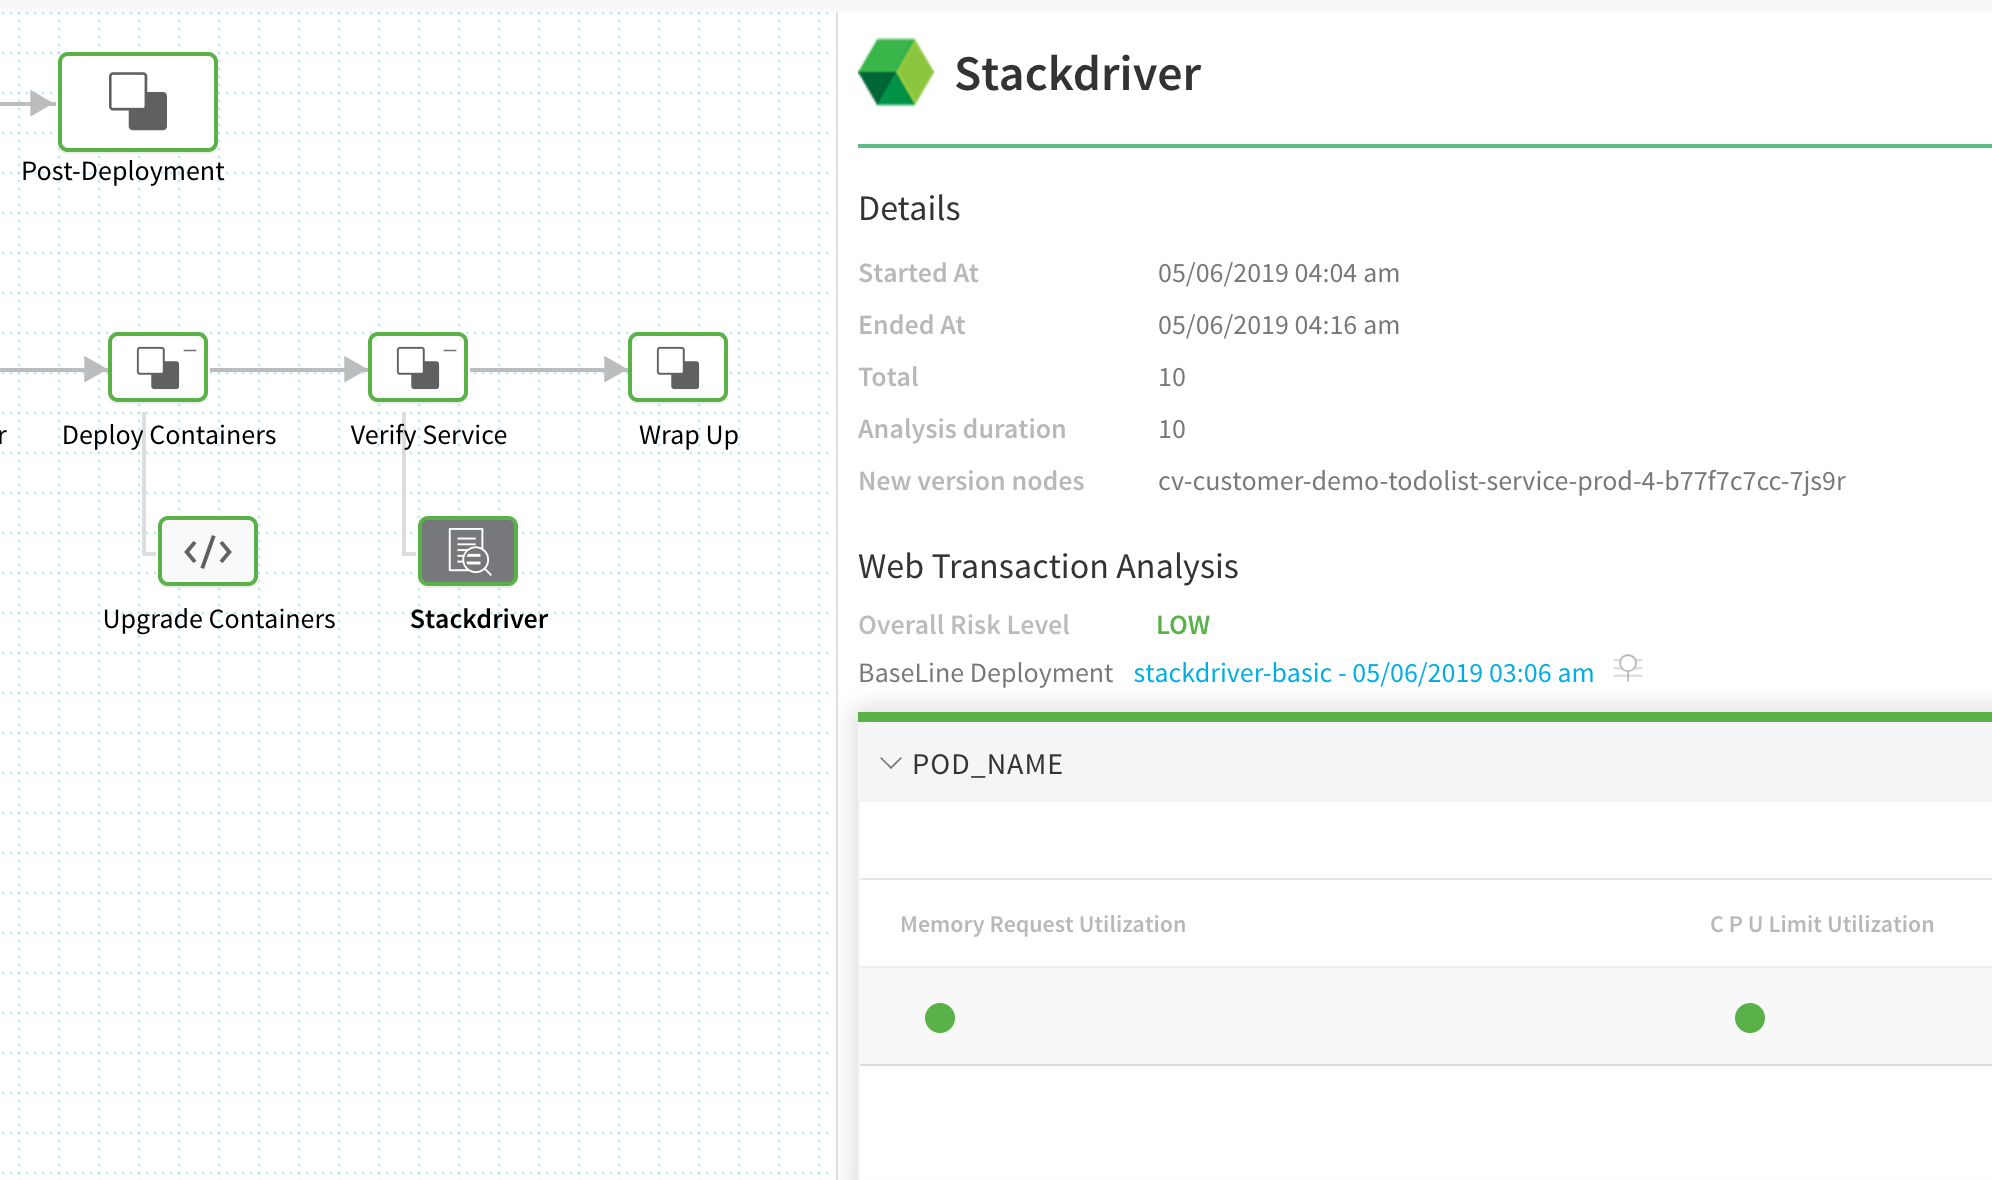 Post-Deployment
r
Deploy Containers
Verify Service
Wrap Up
Upgrade Containers
Stackdriver
Stackdriver
Details
Started At 05/06/2019 04:04 am
Ended At 05/06/2019 04:16 am
Total 10
Analysis duration 10
New version nodes cv-customer-demo-todolist-service-prod-4-b77f7c7cc-7js9r
Web Transaction Analysis
Overall Risk Level LOW
BaseLine Deployment stackdriver-basic - 05/06/2019 03:06 am
POD_NAME
Memory Request Utilization C P U Limit Utilization